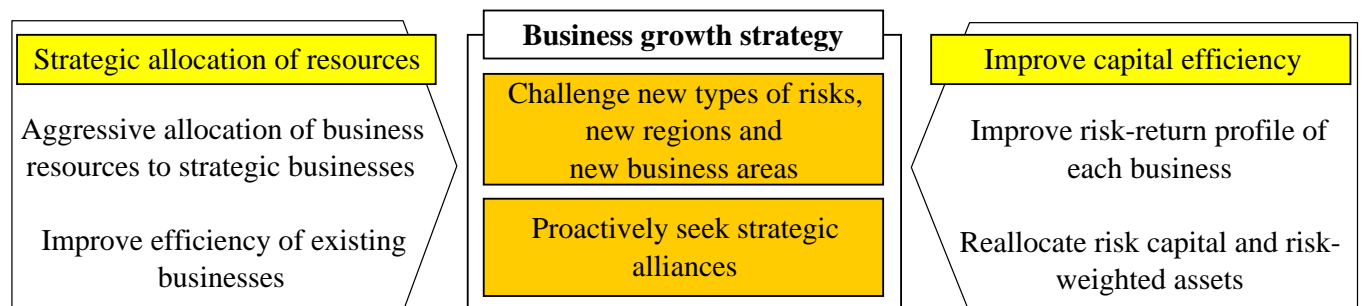 Strategic allocation of resources
Aggressive allocation of business
resources to strategic businesses
Improve efficiency of existing
businesses
Business growth strategy
Challenge new types of risks,
new regions and
new business areas
Proactively seek strategic
alliances
Improve capital efficiency
Improve risk-return profile of
each business
Reallocate risk capital and risk-
weighted assets